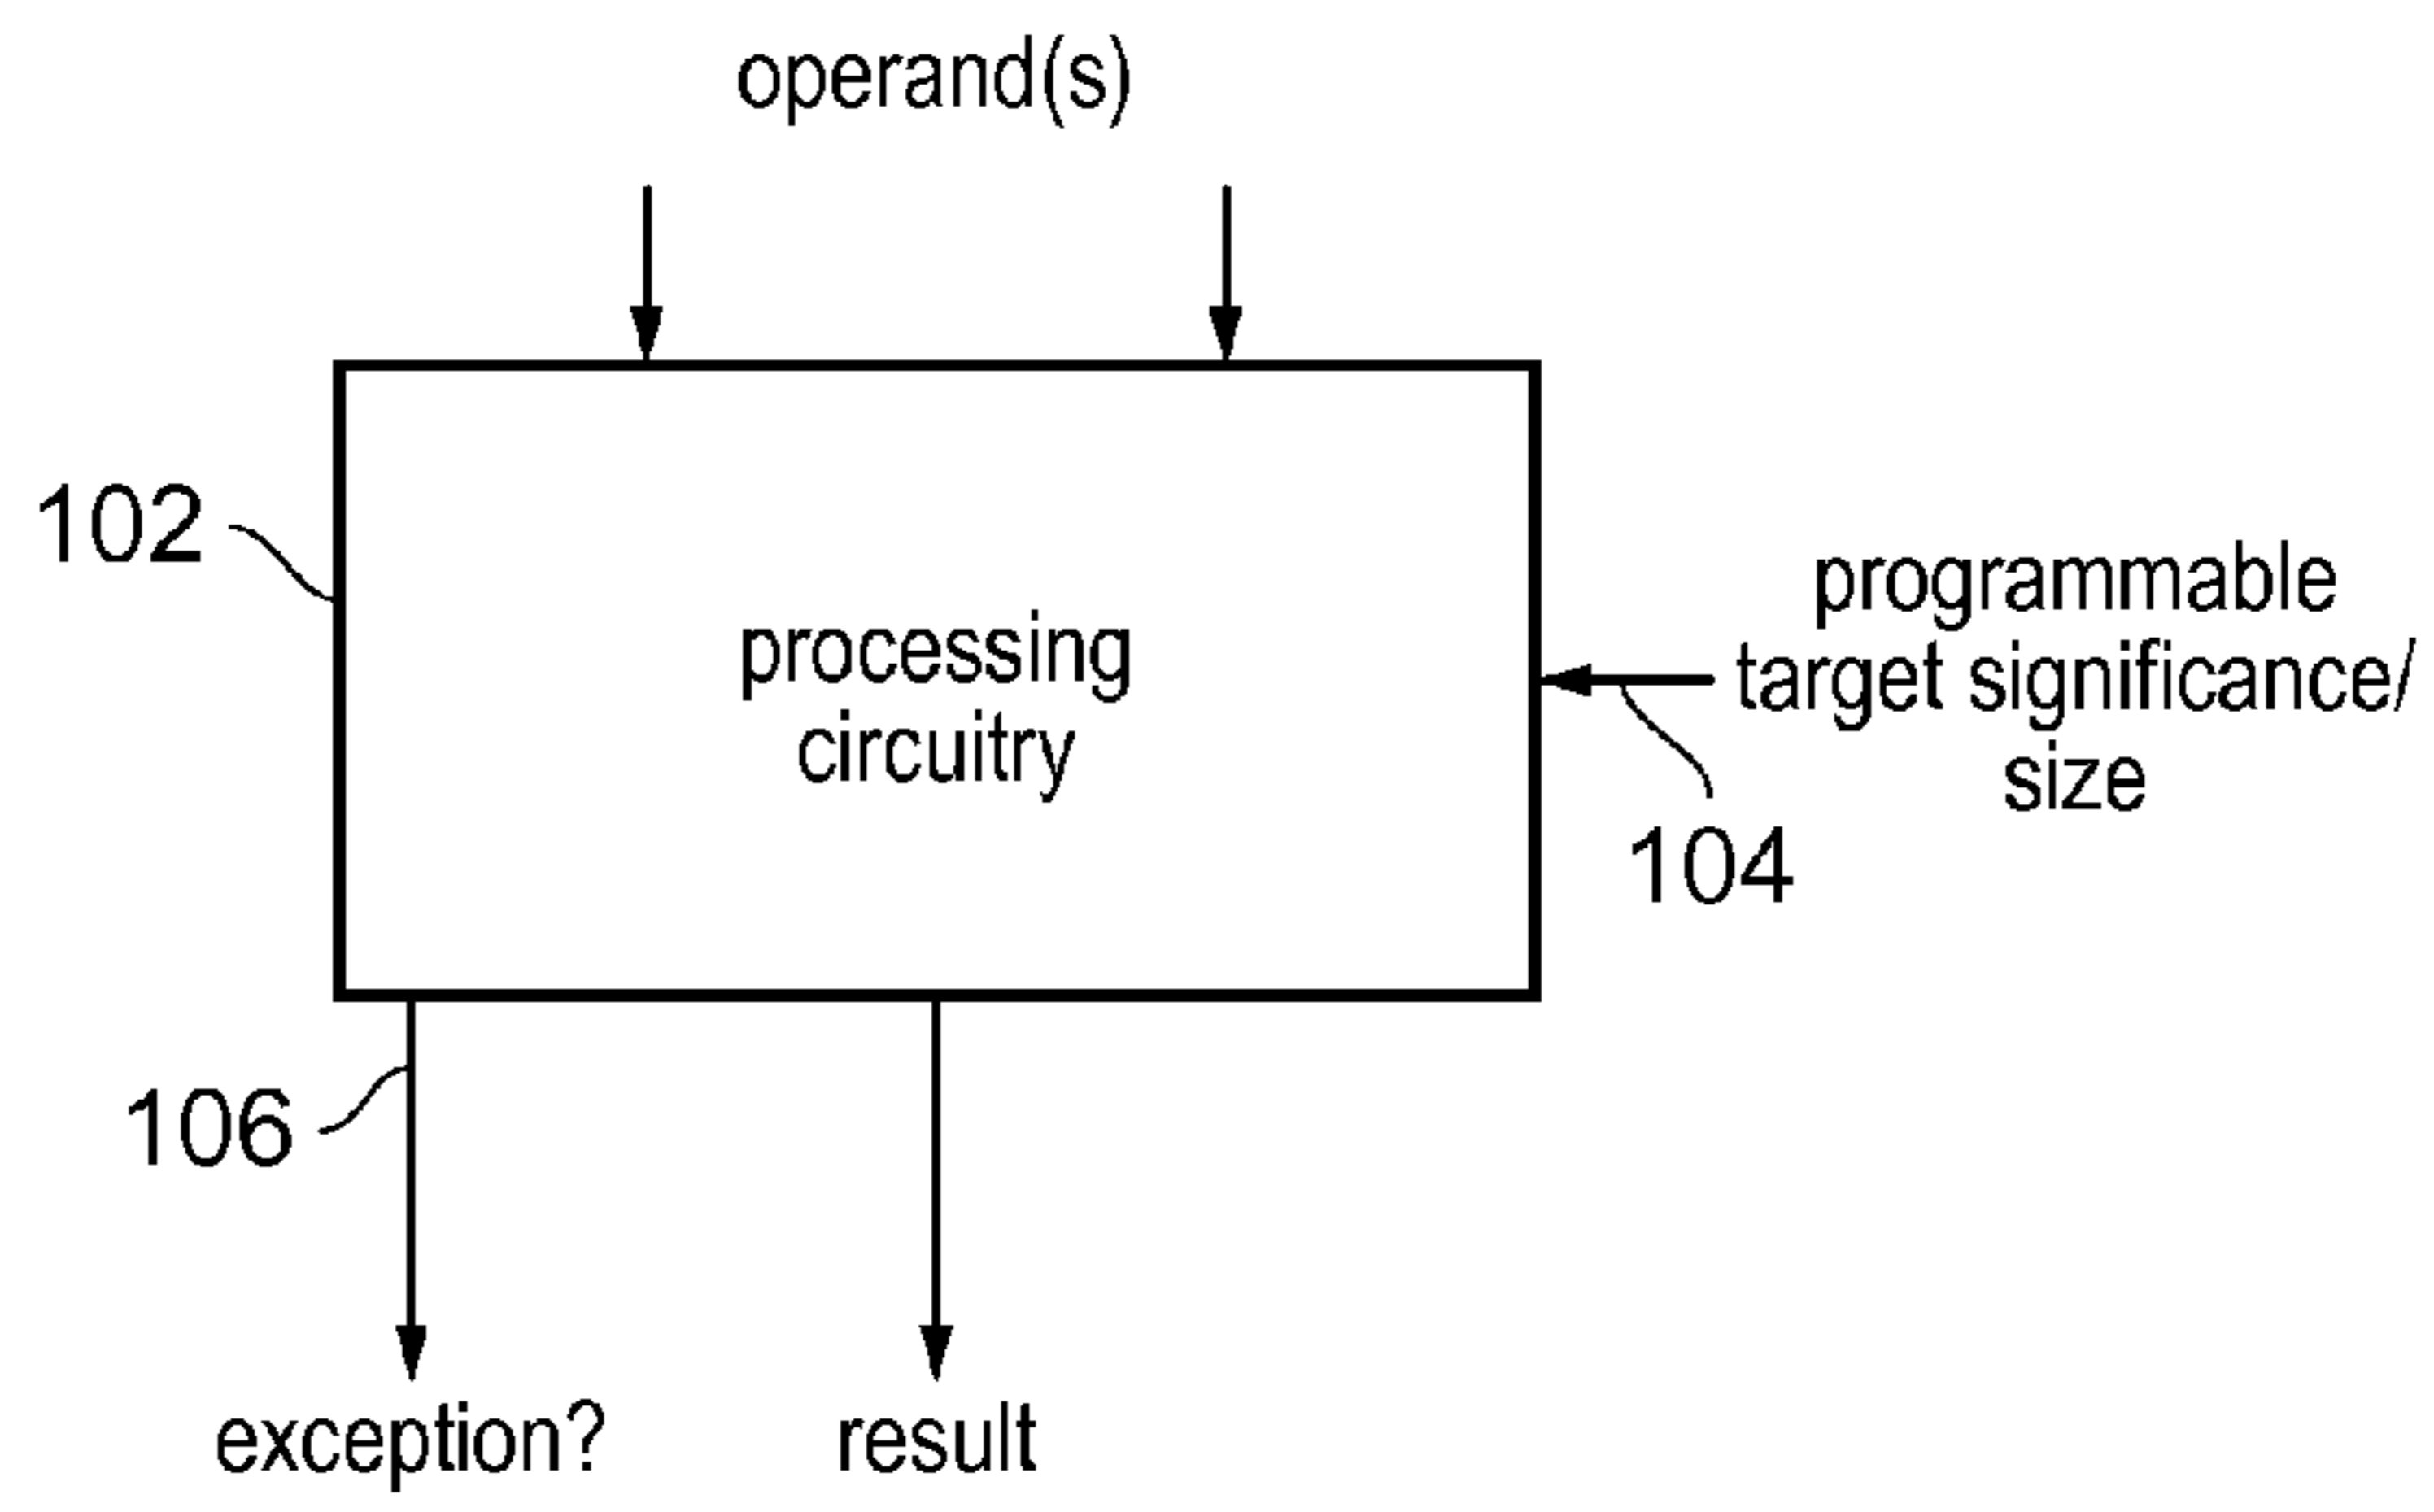 operand(s)
102
processing
circuitry
programmable
target significance/
size
104
106
exception?
result